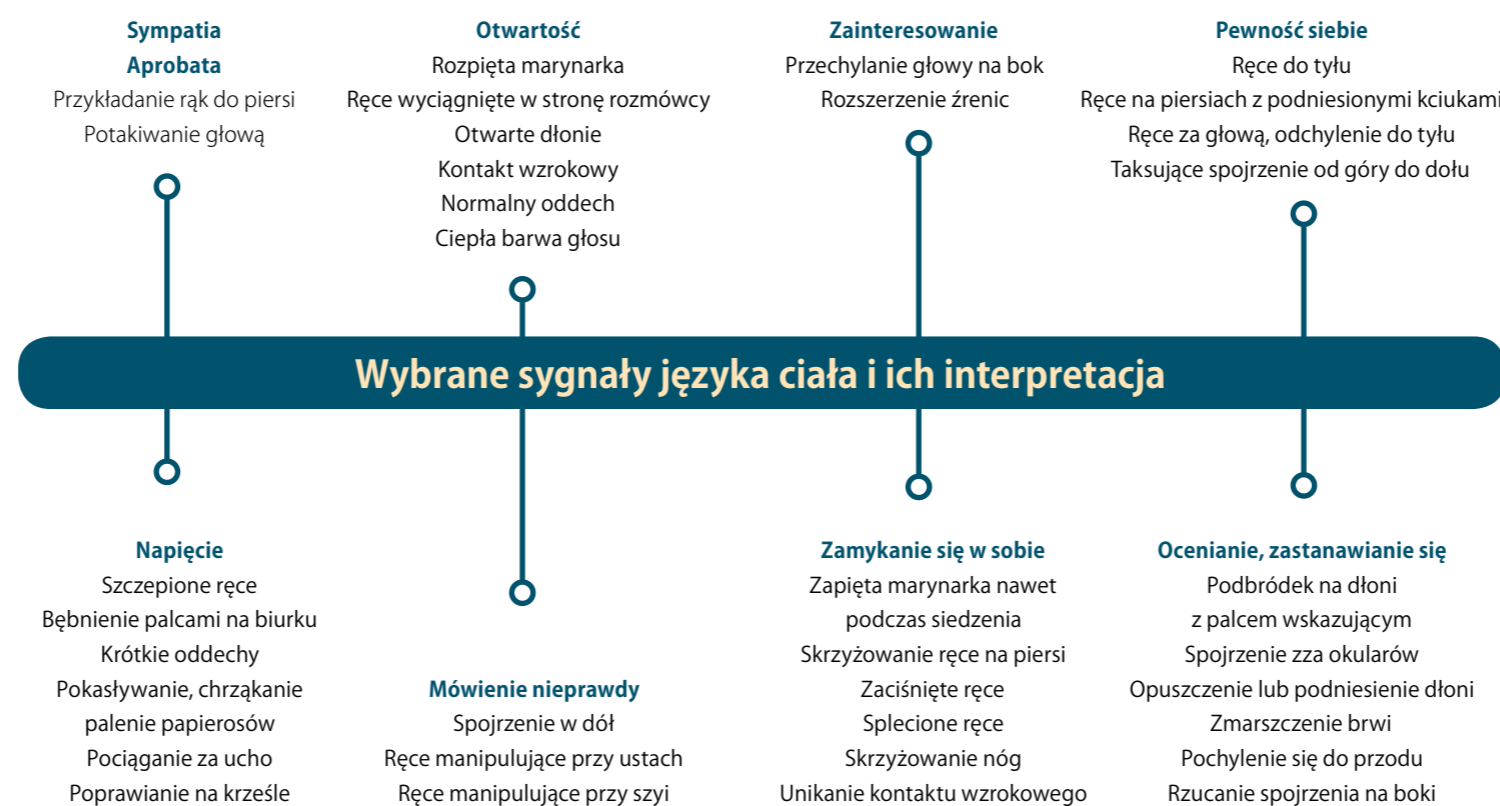 Sympatia
Aprobata
Przykładanie rąk do piersi
Potakiwanie głową
Otwartość
Rozpięta marynarka
Ręce wyciągnięte w stronę rozmówcy
Otwarte dłonie
Kontakt wzrokowy
Normalny oddech
Ciepła barwa głosu
Zainteresowanie
Przechylanie głowy na bok
Rozszerzenie źrenic
Pewność siebie
Ręce do tyłu
Ręce na piersiach z podniesionymi kciukami
Ręce za głową, odchylenie do tyłu
Taksujące spojrzenie od góry do dołu
Wybrane sygnały języka ciała i ich interpretacja
Napięcie
Szczepione ręce
Bębnienie palcami na biurku
Krótkie oddechy
Pokasływanie, chrząkanie
palenie papierosów
Pociąganie za ucho
Poprawianie na krześle
Mówienie nieprawdy
Spojrzenie w dół
Ręce manipulujące przy ustach
Ręce manipulujące przy szyi
Zamykanie się w sobie
Zapięta marynarka nawet
podczas siedzenia
Skrzyżowanie ręce na piersi
Zaciśnięte ręce
Splecione ręce
Skrzyżowanie nóg
Unikanie kontaktu wzrokowego
Ocenianie, zastanawianie się
Podbródek na dłoni
z palcem wskazującym
Spojrzenie zza okularów
Opuszczenie lub podniesienie dłoni
Zmarszczenie brwi
Pochylenie się do przodu
Rzucanie spojrzenia na boki